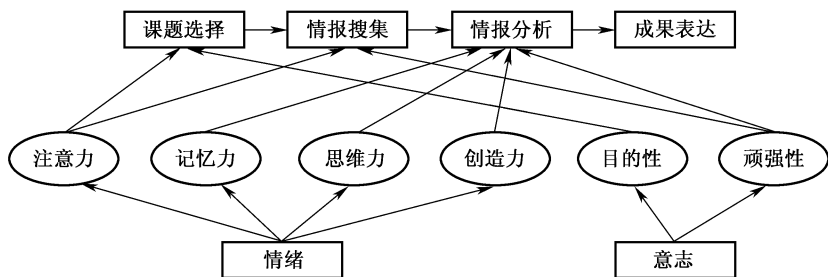 课题选择 情报搜集 情报分析 成果表达
注意力 记忆力 思维力 创造力 目的性 顽强性
情绪 意志